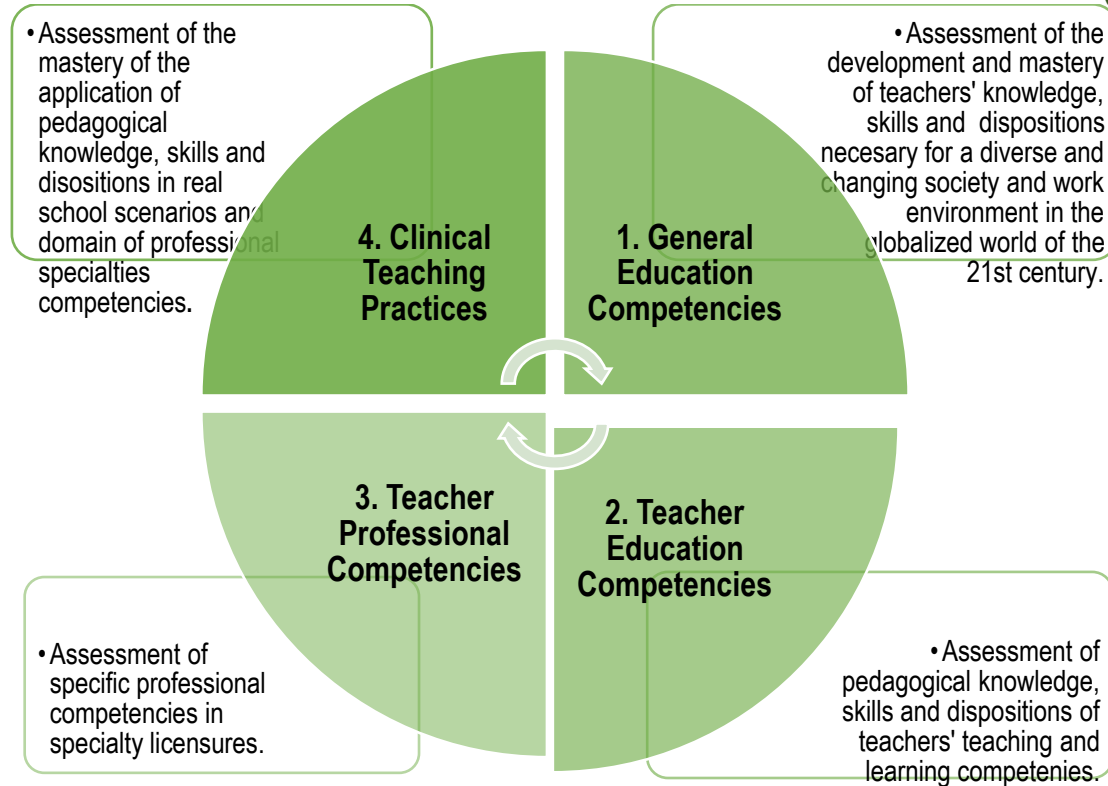 •Assessment of the
mastery of the
application of
pedagogical
knowledge, skills and
disositions in real
school scenarios and
domain of professional
specialties
competencies.
•Assessment of the
development and mastery
of teachers' knowledge,
skills and dispositions
necesary for a diverse and
changing society and work
environment in the
globalized world of the
21st century.
4. Clinical
Teaching
Practices
1. General
Education
Competencies
3. Teacher
Professional
Competencies
2. Teacher
Education
Competencies
•Assessment of
specific professional
competencies in
specialty licensures.
•Assessment of
pedagogical knowledge,
skills and dispositions of
teachers' teaching and
learning competenies.